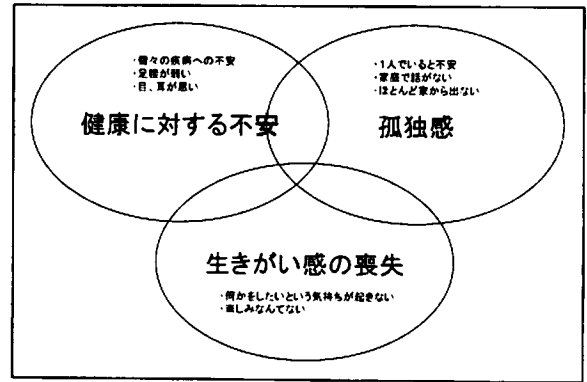 ・個々の疾病への不安
・足腰が弱い
・目、耳が悪い
健康に対する不安
・1人でいると不安
・家庭で話がない
・ほとんど家から出ない
孤独感
生きがい感の喪失
・何かをしたいという気持ちが起きない
・楽しみなんてない